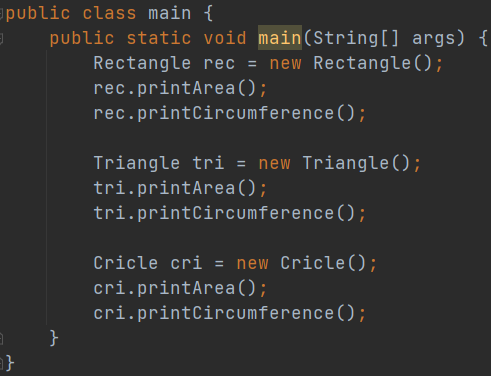 public class main {
    public static void main(String[] args) {
        Rectangle rec = new Rectangle();
        rec.printArea();
        rec.printCircumference();

        Triangle tri = new Triangle();
        tri.printArea();
        tri.printCircumference();

        Cricle cri = new Cricle();
        cri.printArea();
        cri.printCircumference();
    }
}